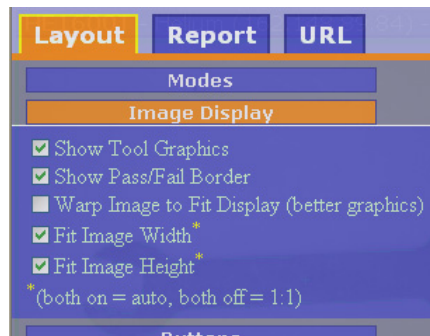 Layout Report URL
Modes
Image Display
Show Tool Graphics
Show Pass/Fail Border
Warp Image to Fit Display (better graphics)
Fit Image Width*
Fit Image Height*
*(both on = auto, both off = 1:1)
Buttons